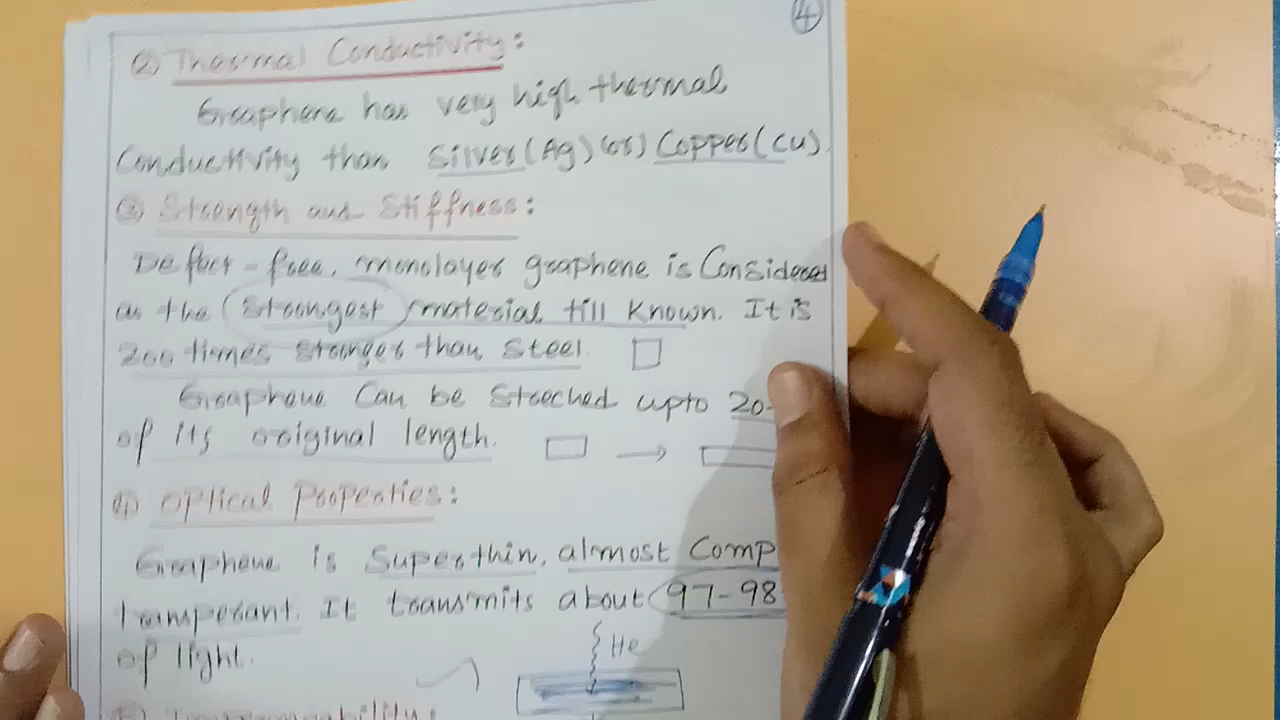 4
2) Thermal Conductivity:
Graphene has very high thermal
Conductivity than Silver(Ag) (or) Copper(Cu).
3) Strength and Stiffness:
Defect-free, monolayer graphene is Considered
as the (Strongest) material till Known. It is
200 times stronger than Steel.
Graphene Can be Streched upto 20-
of its original length.
4) Optical Properties:
Graphene is Superthin, almost Comp
transperant. It transmits about 97-98
of light.
He
5)